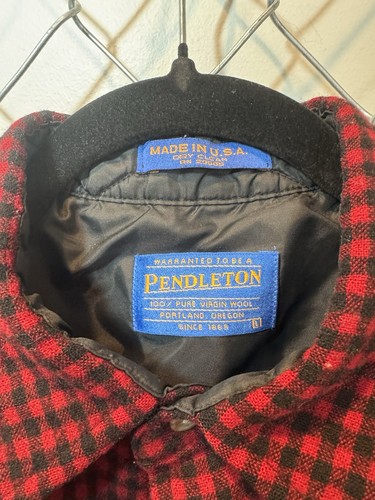 MADE IN U.S.A.
DRY CLEAN
WARRANTED TO BE A
PENDLETON
100% PURE VIRGIN WOOL
PORTLAND, OREGON
SINCE 1863